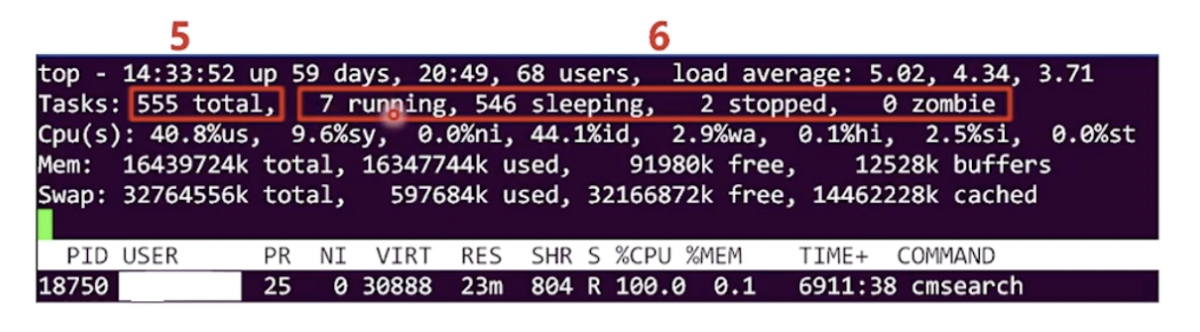 5 6
top - 14:33:52 up 59 days, 20:49, 68 users,  load average: 5.02, 4.34, 3.71
Tasks: 555 total,   7 running, 546 sleeping,   2 stopped,   0 zombie
Cpu(s): 40.8%us,  9.6%sy,  0.0%ni, 44.1%id,  2.9%wa,  0.1%hi,  2.5%si,  0.0%st
Mem:  16439724k total, 16347744k used,    91980k free,    12528k buffers
Swap: 32764556k total,   597684k used, 32166872k free, 14462228k cached
PID USER PR NI VIRT RES SHR S %CPU %MEM TIME+ COMMAND
18750 25 0 30888 23m 804 R 100.0 0.1 6911:38 cmsearch